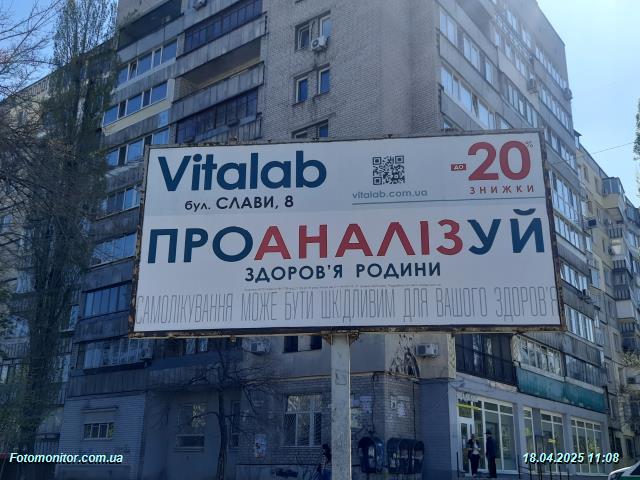 Vitalab
бул. СЛАВИ, 8
vitalab.com.ua
ДО -20%
ЗНИЖКИ
ПРОАНАЛІЗУЙ
ЗДОРОВ'Я РОДИНИ
САМОЛІКУВАННЯ МОЖЕ БУТИ ШКІДЛИВИМ ДЛЯ ВАШОГО ЗДОРОВ'Я
Fotomonitor.com.ua
18.04.2025 11:08